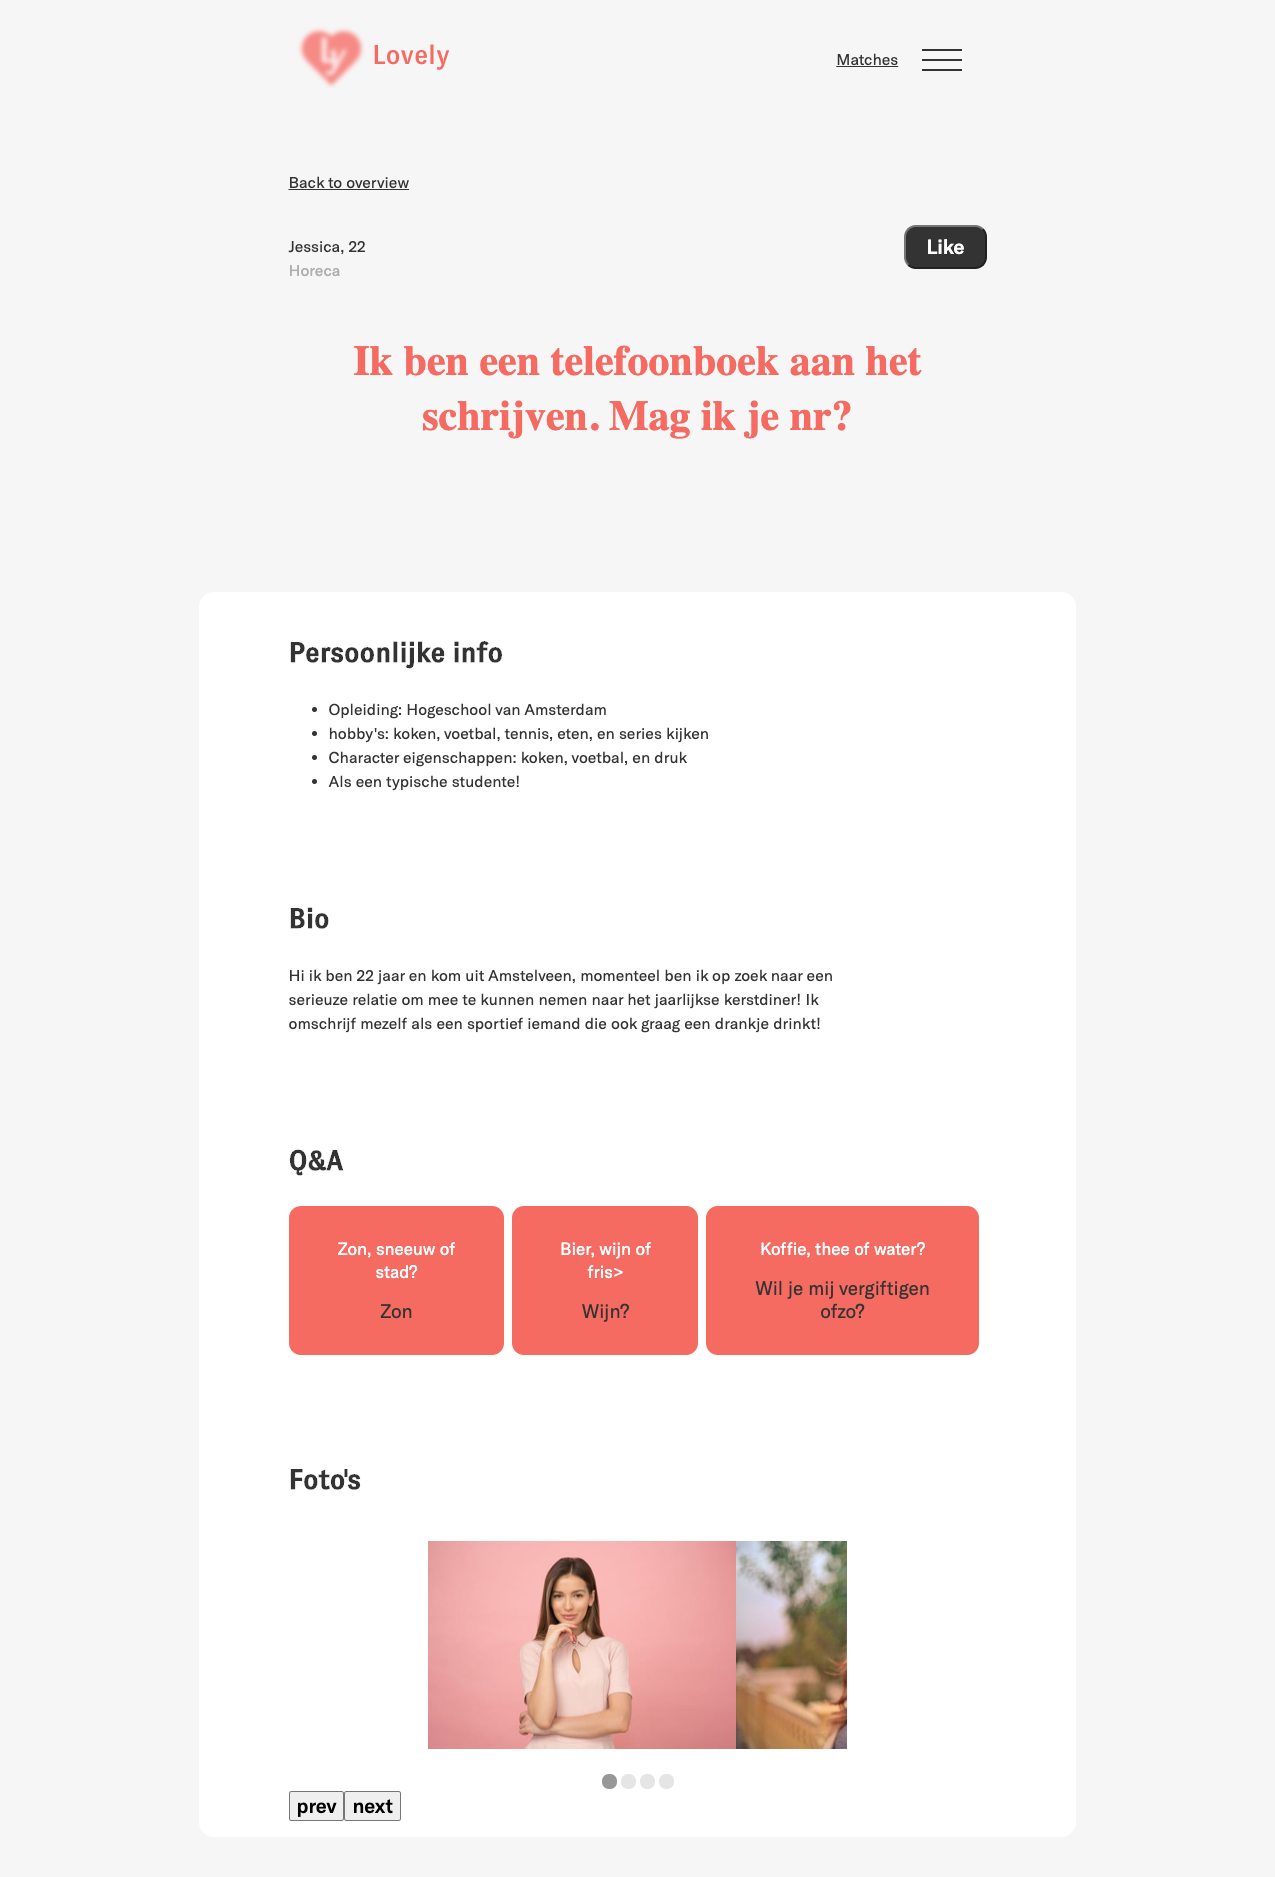 ly Lovely
Matches
Back to overview
Jessica, 22
Like
Horeca
Ik ben een telefoonboek aan het
schrijven. Mag ik je nr?
Persoonlijke info
• Opleiding: Hogeschool van Amsterdam
• hobby's: koken, voetbal, tennis, eten, en series kijken
• Character eigenschappen: koken, voetbal, en druk
• Als een typische studente!
Bio
Hi ik ben 22 jaar en kom uit Amstelveen, momenteel ben ik op zoek naar een
serieuze relatie om mee te kunnen nemen naar het jaarlijkse kerstdiner! Ik
omschrijf mezelf als een sportief iemand die ook graag een drankje drinkt!
Q&A
Zon, sneeuw of
stad?
Zon
Bier, wijn of
fris>
Wijn?
Koffie, thee of water?
Wil je mij vergiftigen
ofzo?
Foto's
prev next